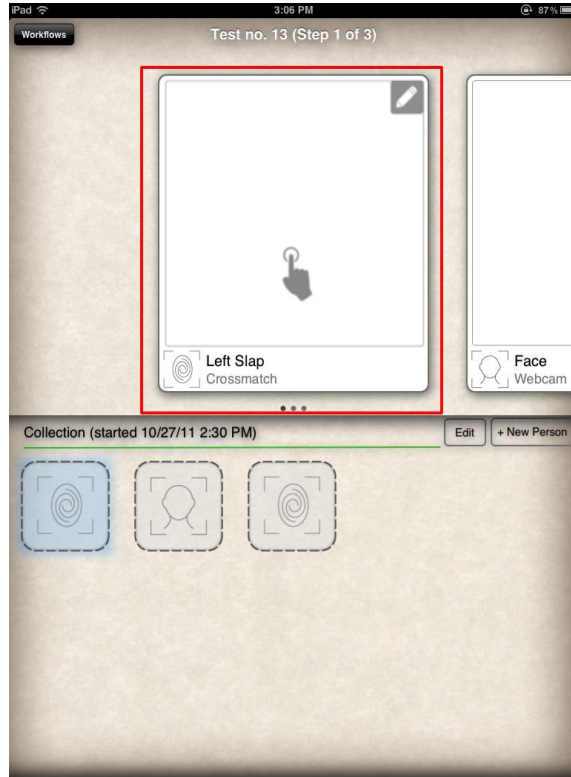 iPad
3:06 PM
87%
Workflows
Test no. 13 (Step 1 of 3)
Left Slap
Crossmatch
Face
Webcam
Collection (started 10/27/11 2:30 PM)
Edit
+ New Person